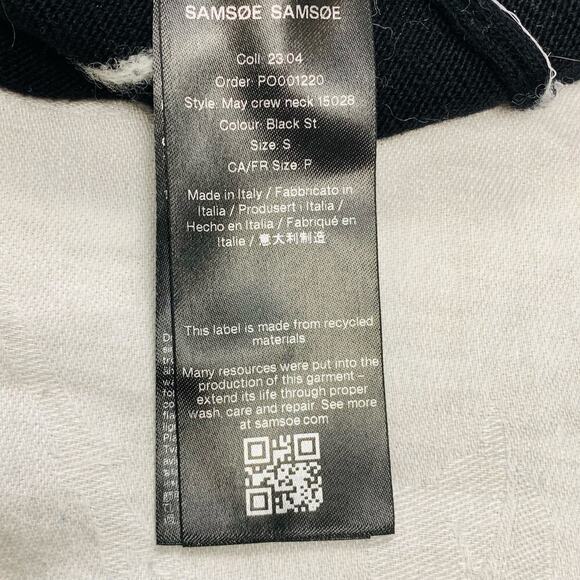 SAMSØE SAMSØE
Coll: 23.04
Order: PO001220
Style: May crew neck 15028
Colour: Black St.
Size: S
CA/FR Size: P
Made in Italy / Fabbricato in
Italia / Produsert i Italia /
Hecho en Italia / Fabriqué en
Italie / 意大利制造
This label is made from recycled
materials
Many resources were put into the
production of this garment –
extend its life through proper
wash, care and repair. See more
at samsoe.com